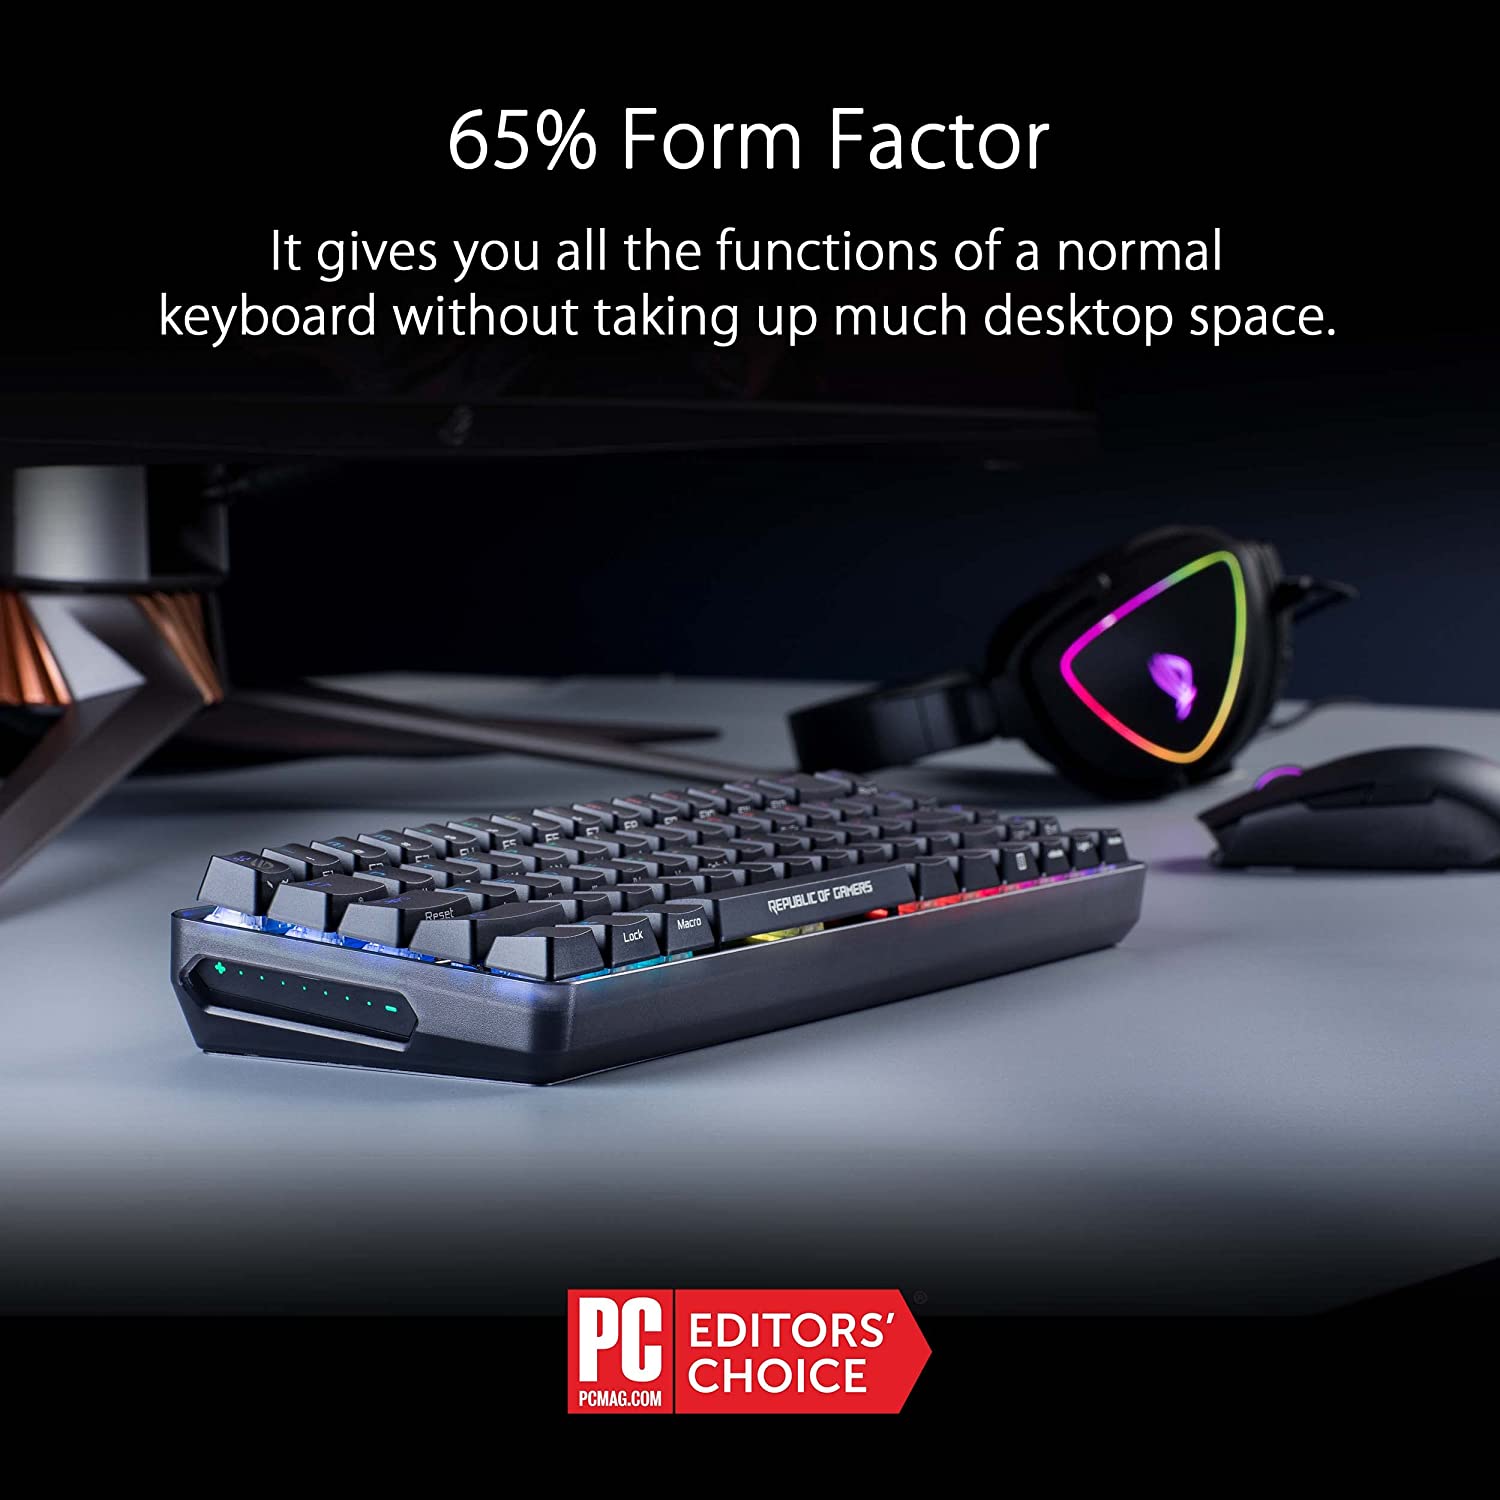 65% Form Factor
It gives you all the functions of a normal
keyboard without taking up much desktop space.
Reset
Lock
Macro
REPUBLIC OF GAMERS
PC
PCMAG.COM
EDITORS'
CHOICE
®